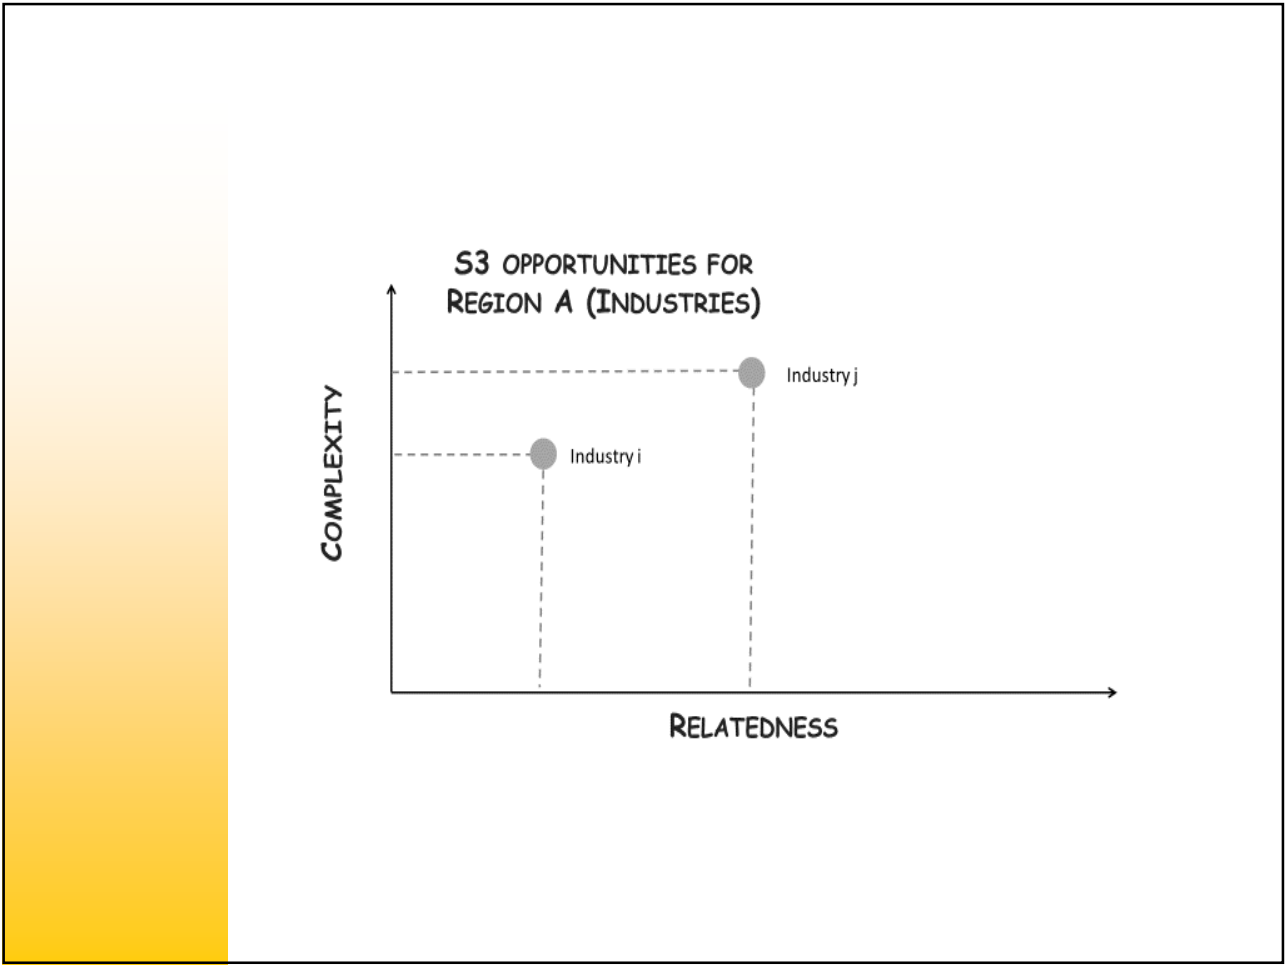 S3 OPPORTUNITIES FOR
REGION A (INDUSTRIES)
Industry j
Industry i
COMPLEXITY
RELATEDNESS